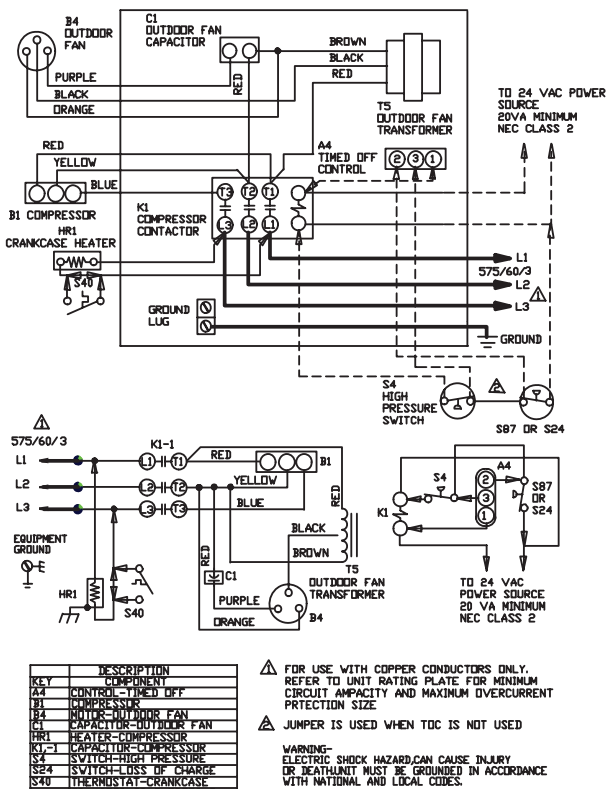 B4
OUTDOOR
FAN
C1
OUTDOOR FAN
CAPACITOR
BROWN
BLACK
RED
PURPLE
BLACK
ORANGE
RED
T5
OUTDOOR FAN
TRANSFORMER
TO 24 VAC POWER
SOURCE
20VA MINIMUM
NEC CLASS 2
RED
YELLOW
A4
TIMED OFF
CONTROL
2 3 1
BLUE
B1 COMPRESSOR
K1
COMPRESSOR
CONTACTOR
T3 T2 T1
L3 L2 L1
HR1
CRANKCASE HEATER
S40
L1
575/60/3
L2
L3
1
GROUND
LUG
GROUND
S4
HIGH
PRESSURE
SWITCH
2
S87 OR S24
1
575/60/3
K1-1
L1
L1 T1
RED
B1
L2
L2 T2
YELLOW
L3
L3 T3
BLUE
RED
EQUIPMENT
GROUND
BLACK
BROWN
RED
C1
T5
OUTDOOR FAN
TRANSFORMER
HR1
S40
PURPLE
ORANGE
B4
S4
A4
2
3
1
K1
S87
OR
S24
TO 24 VAC
POWER SOURCE
20 VA MINIMUM
NEC CLASS 2
DESCRIPTION
KEY COMPONENT
A4 CONTROL-TIMED OFF
B1 COMPRESSOR
B4 MOTOR-OUTDOOR FAN
C1 CAPACITOR-OUTDOOR FAN
HR1 HEATER-COMPRESSOR
K1,-1 CAPACITOR-COMPRESSOR
S4 SWITCH-HIGH PRESSURE
S24 SWITCH-LOSS OF CHARGE
S40 THERMOSTAT-CRANKCASE
1 FOR USE WITH COPPER CONDUCTORS ONLY.
REFER TO UNIT RATING PLATE FOR MINIMUM
CIRCUIT AMPACITY AND MAXIMUM OVERCURRENT
PRTECTION SIZE
2 JUMPER IS USED WHEN TOC IS NOT USED
WARNING-
ELECTRIC SHOCK HAZARD,CAN CAUSE INJURY
OR DEATH.UNIT MUST BE GROUNDED IN ACCORDANCE
WITH NATIONAL AND LOCAL CODES.